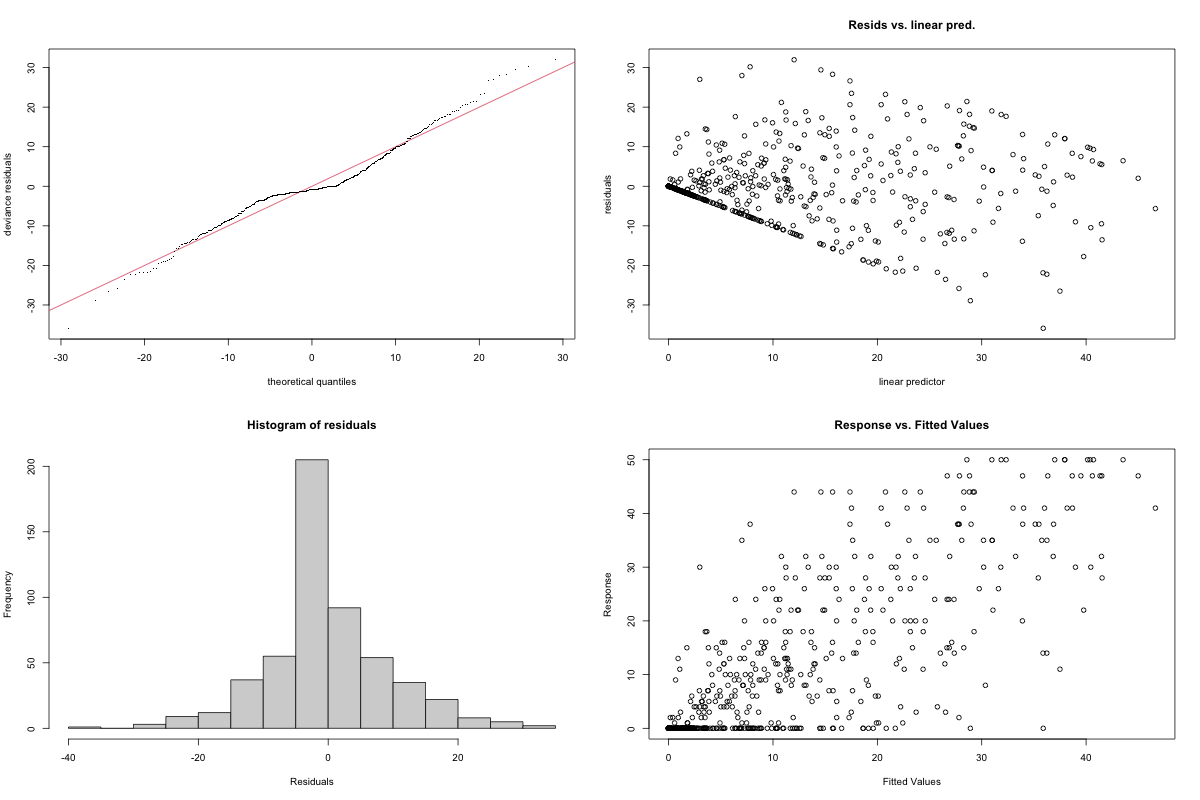 30
20
10
0
-10
-20
-30
deviance residuals
-30 -20 -10 0 10 20 30
theoretical quantiles
Resids vs. linear pred.
30
20
10
0
-10
-20
-30
residuals
0 10 20 30 40
linear predictor
Histogram of residuals
200
150
100
50
0
Frequency
-40 -20 0 20
Residuals
Response vs. Fitted Values
50
40
30
20
10
0
Response
0 10 20 30 40
Fitted Values